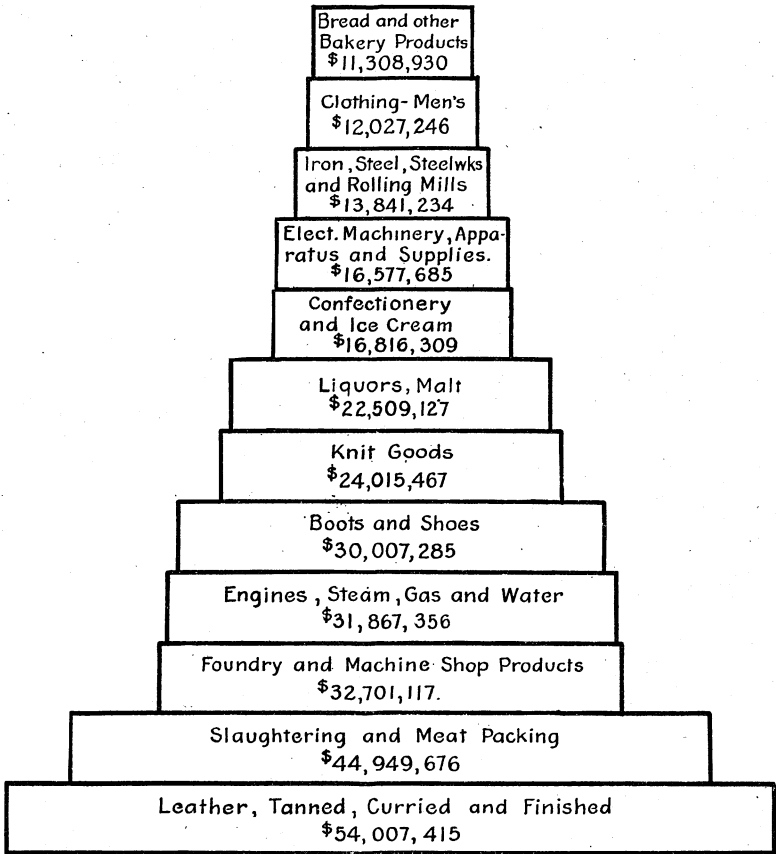 Bread and other
Bakery Products
$11,308,930
Clothing-Men's
$12,027,246
Iron, Steel, Steelwks
and Rolling Mills
$13,841,234
Elect. Machinery, Appa-
ratus and Supplies.
$16,577,685
Confectionery
and Ice Cream
$16,816,309
Liquors, Malt
$22,509,127
Knit Goods
$24,015,467
Boots and Shoes
$30,007,285
Engines, Steam, Gas and Water
$31,867,356
Foundry and Machine Shop Products
$32,701,117.
Slaughtering and Meat Packing
$44,949,676
Leather, Tanned, Curried and Finished
$54,007,415